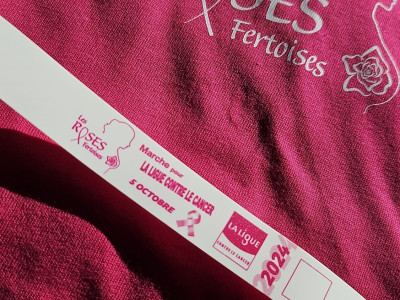 ROSES
Fertoises
Les
ROSES
Fertoises
Marche pour
LA LIGUE CONTRE LE CANCER
5 OCTOBRE
LA LIGUE
CONTRE LE CANCER
2024